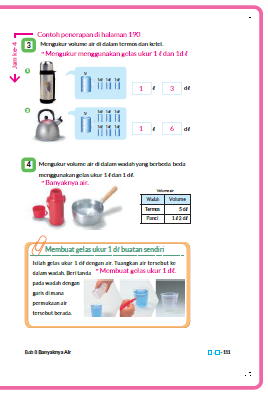 Contoh penerapan di halaman 190
Jam ke-4
3 Mengukur volume air di dalam termos dan ketel.
* Mengukur menggunakan gelas ukur 1 ℓ dan 1 dℓ
1 ℓ 3 dℓ
1 ℓ 6 dℓ
4 Mengukur volume air di dalam wadah yang berbeda-beda
menggunakan gelas ukur 1 ℓ dan 1 dℓ.
* Banyaknya air.
Volume air
Wadah Volume
Termos 5 dℓ
Panci 1 ℓ 2 dℓ
Membuat gelas ukur 1 dℓ buatan sendiri
Isilah gelas ukur 1 dℓ dengan air. Tuangkan air tersebut ke
dalam wadah. Beri tanda * Membuat gelas ukur 1 dℓ.
pada wadah dengan
garis di mana
permukaan air
tersebut berada.
Bab 8 Banyaknya Air